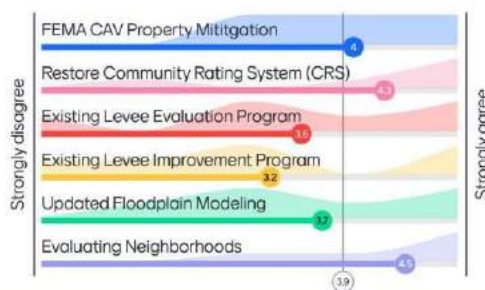 Strongly disagree
FEMA CAV Property Mititgation
4
Restore Community Rating System (CRS)
4.3
Existing Levee Evaluation Program
3.5
Existing Levee Improvement Program
3.2
Updated Floodplain Modeling
3.7
Evaluating Neighborhoods
4.5
3.9
Strongly agree